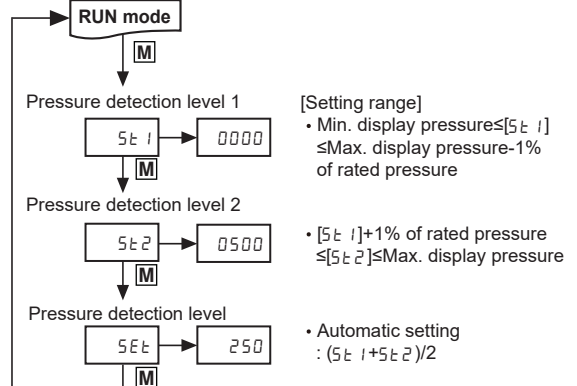 RUN mode
M
Pressure detection level 1
[Setting range]
St1
0000
• Min. display pressure≤[St1]
≤Max. display pressure-1%
of rated pressure
M
Pressure detection level 2
St2
0500
• [St1]+1% of rated pressure
≤[St2]≤Max. display pressure
M
Pressure detection level
SEt
250
• Automatic setting
: (St1+St2)/2
M